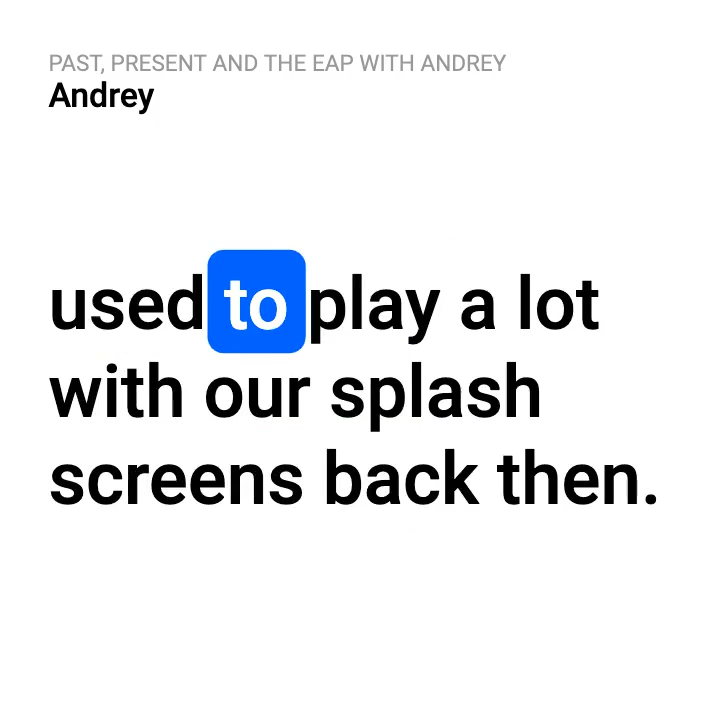 PAST, PRESENT AND THE EAP WITH ANDREY
Andrey
used to play a lot
with our splash
screens back then.